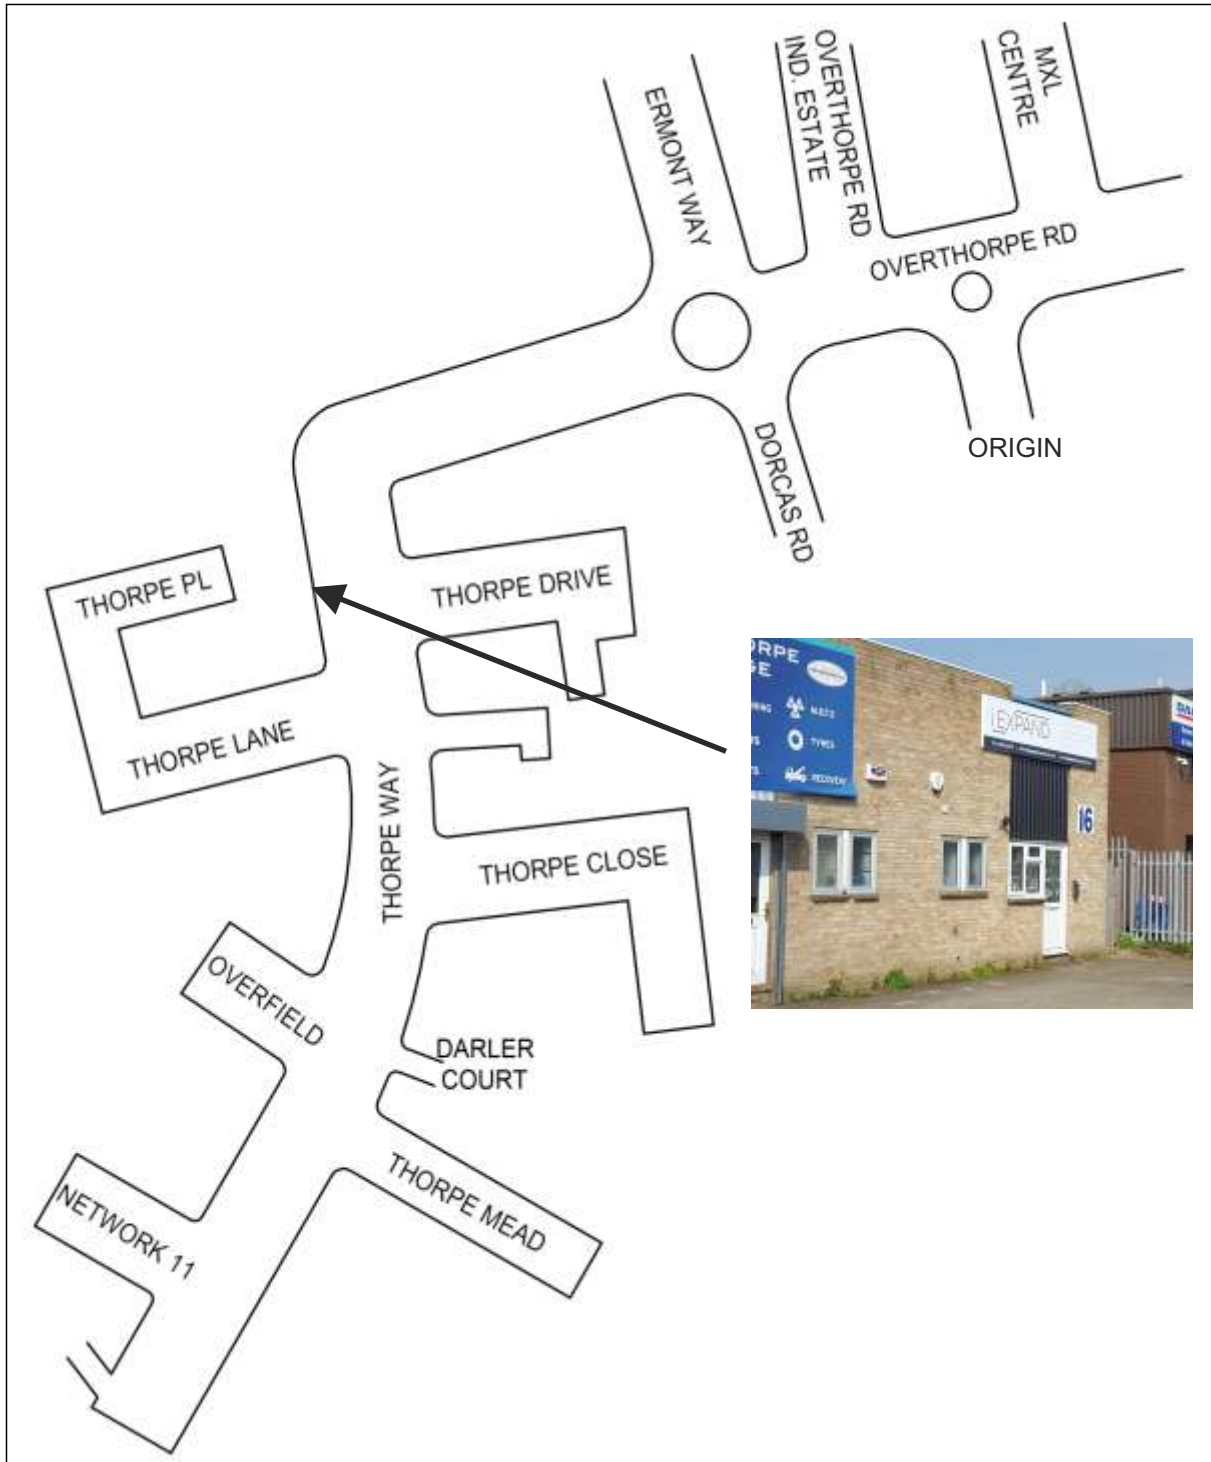 ERMONT WAY
OVERTHORPE RD
IND. ESTATE
MXL
CENTRE
OVERTHORPE RD
DORCAS RD
ORIGIN
THORPE PL
THORPE DRIVE
THORPE LANE
THORPE WAY
THORPE CLOSE
OVERFIELD
DARLER
COURT
THORPE MEAD
NETWORK 11
M.O.T.'S
TYRES
RECOVERY
EXPAND
16